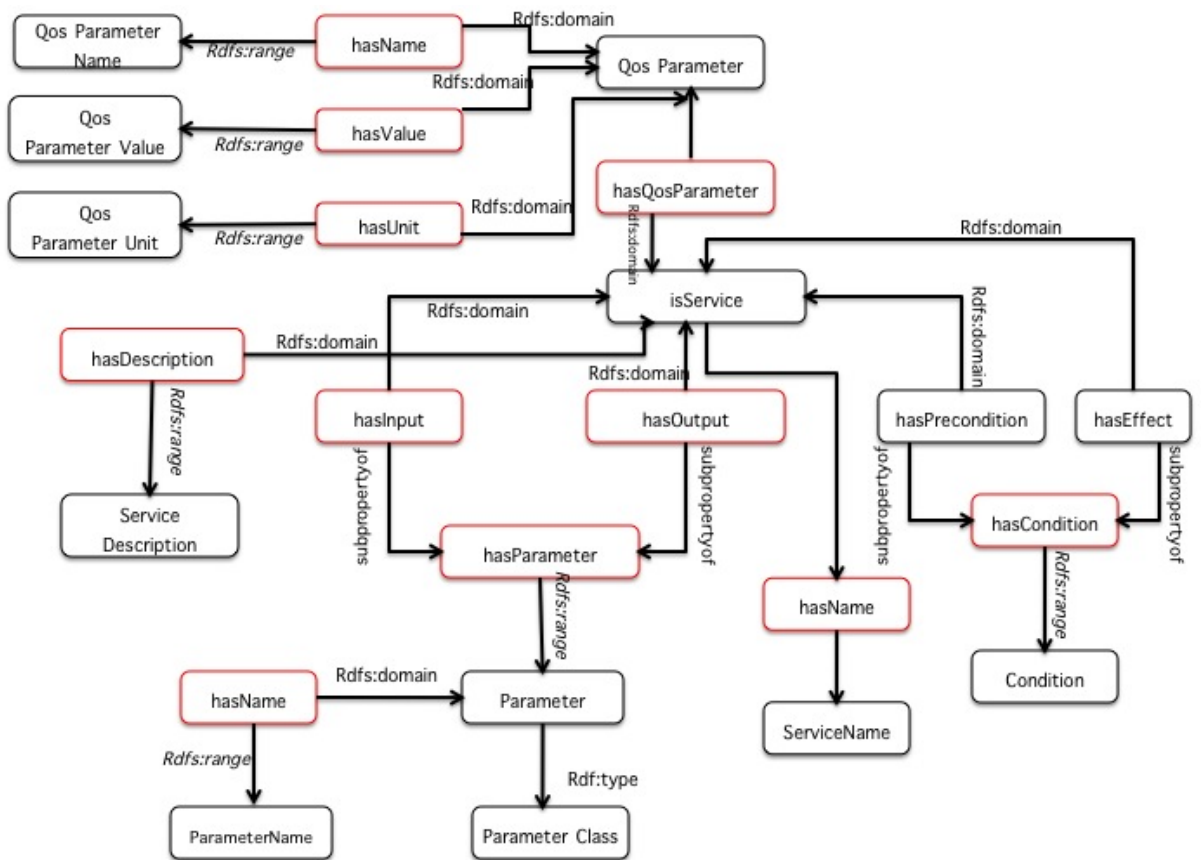 Rdfs:domain
Qos Parameter
Name
Rdfs:range
hasName
Qos Parameter
Rdfs:domain
Qos
Parameter Value
Rdfs:range
hasValue
hasQosParameter
Qos
Parameter Unit
Rdfs:range
hasUnit
Rdfs:domain
Rdfs:domain
Rdfs:domain
isService
Rdfs:domain
Rdfs:domain
hasDescription
Rdfs:domain
Rdfs:domain
Rdfs:range
hasInput
hasOutput
hasPrecondition
hasEffect
subpropertyof
subpropertyof
subpropertyof
subpropertyof
Service
Description
hasCondition
hasParameter
Rdfs:range
Rdfs:range
hasName
Condition
hasName
Rdfs:domain
Parameter
ServiceName
Rdfs:range
Rdf:type
ParameterName
Parameter Class